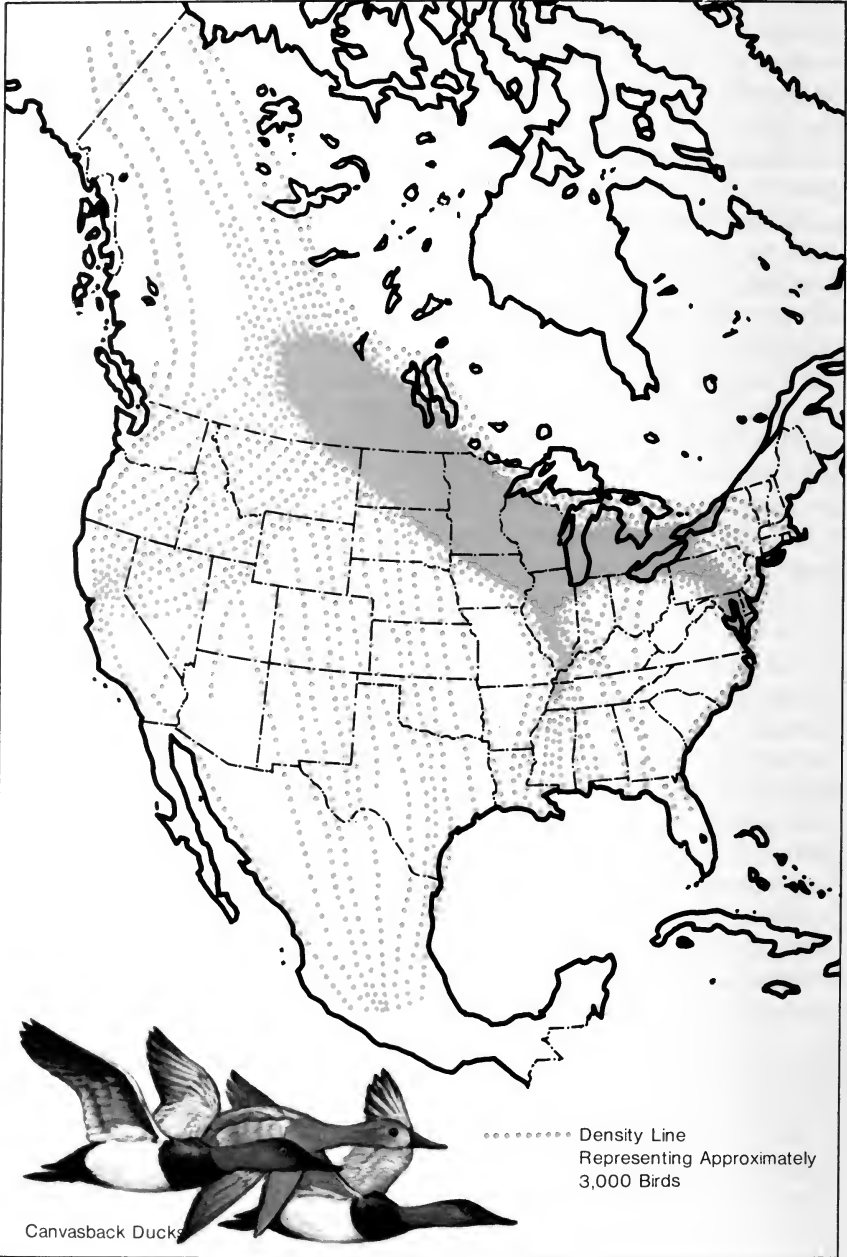 Density Line
Representing Approximately
3,000 Birds
Canvasback Ducks